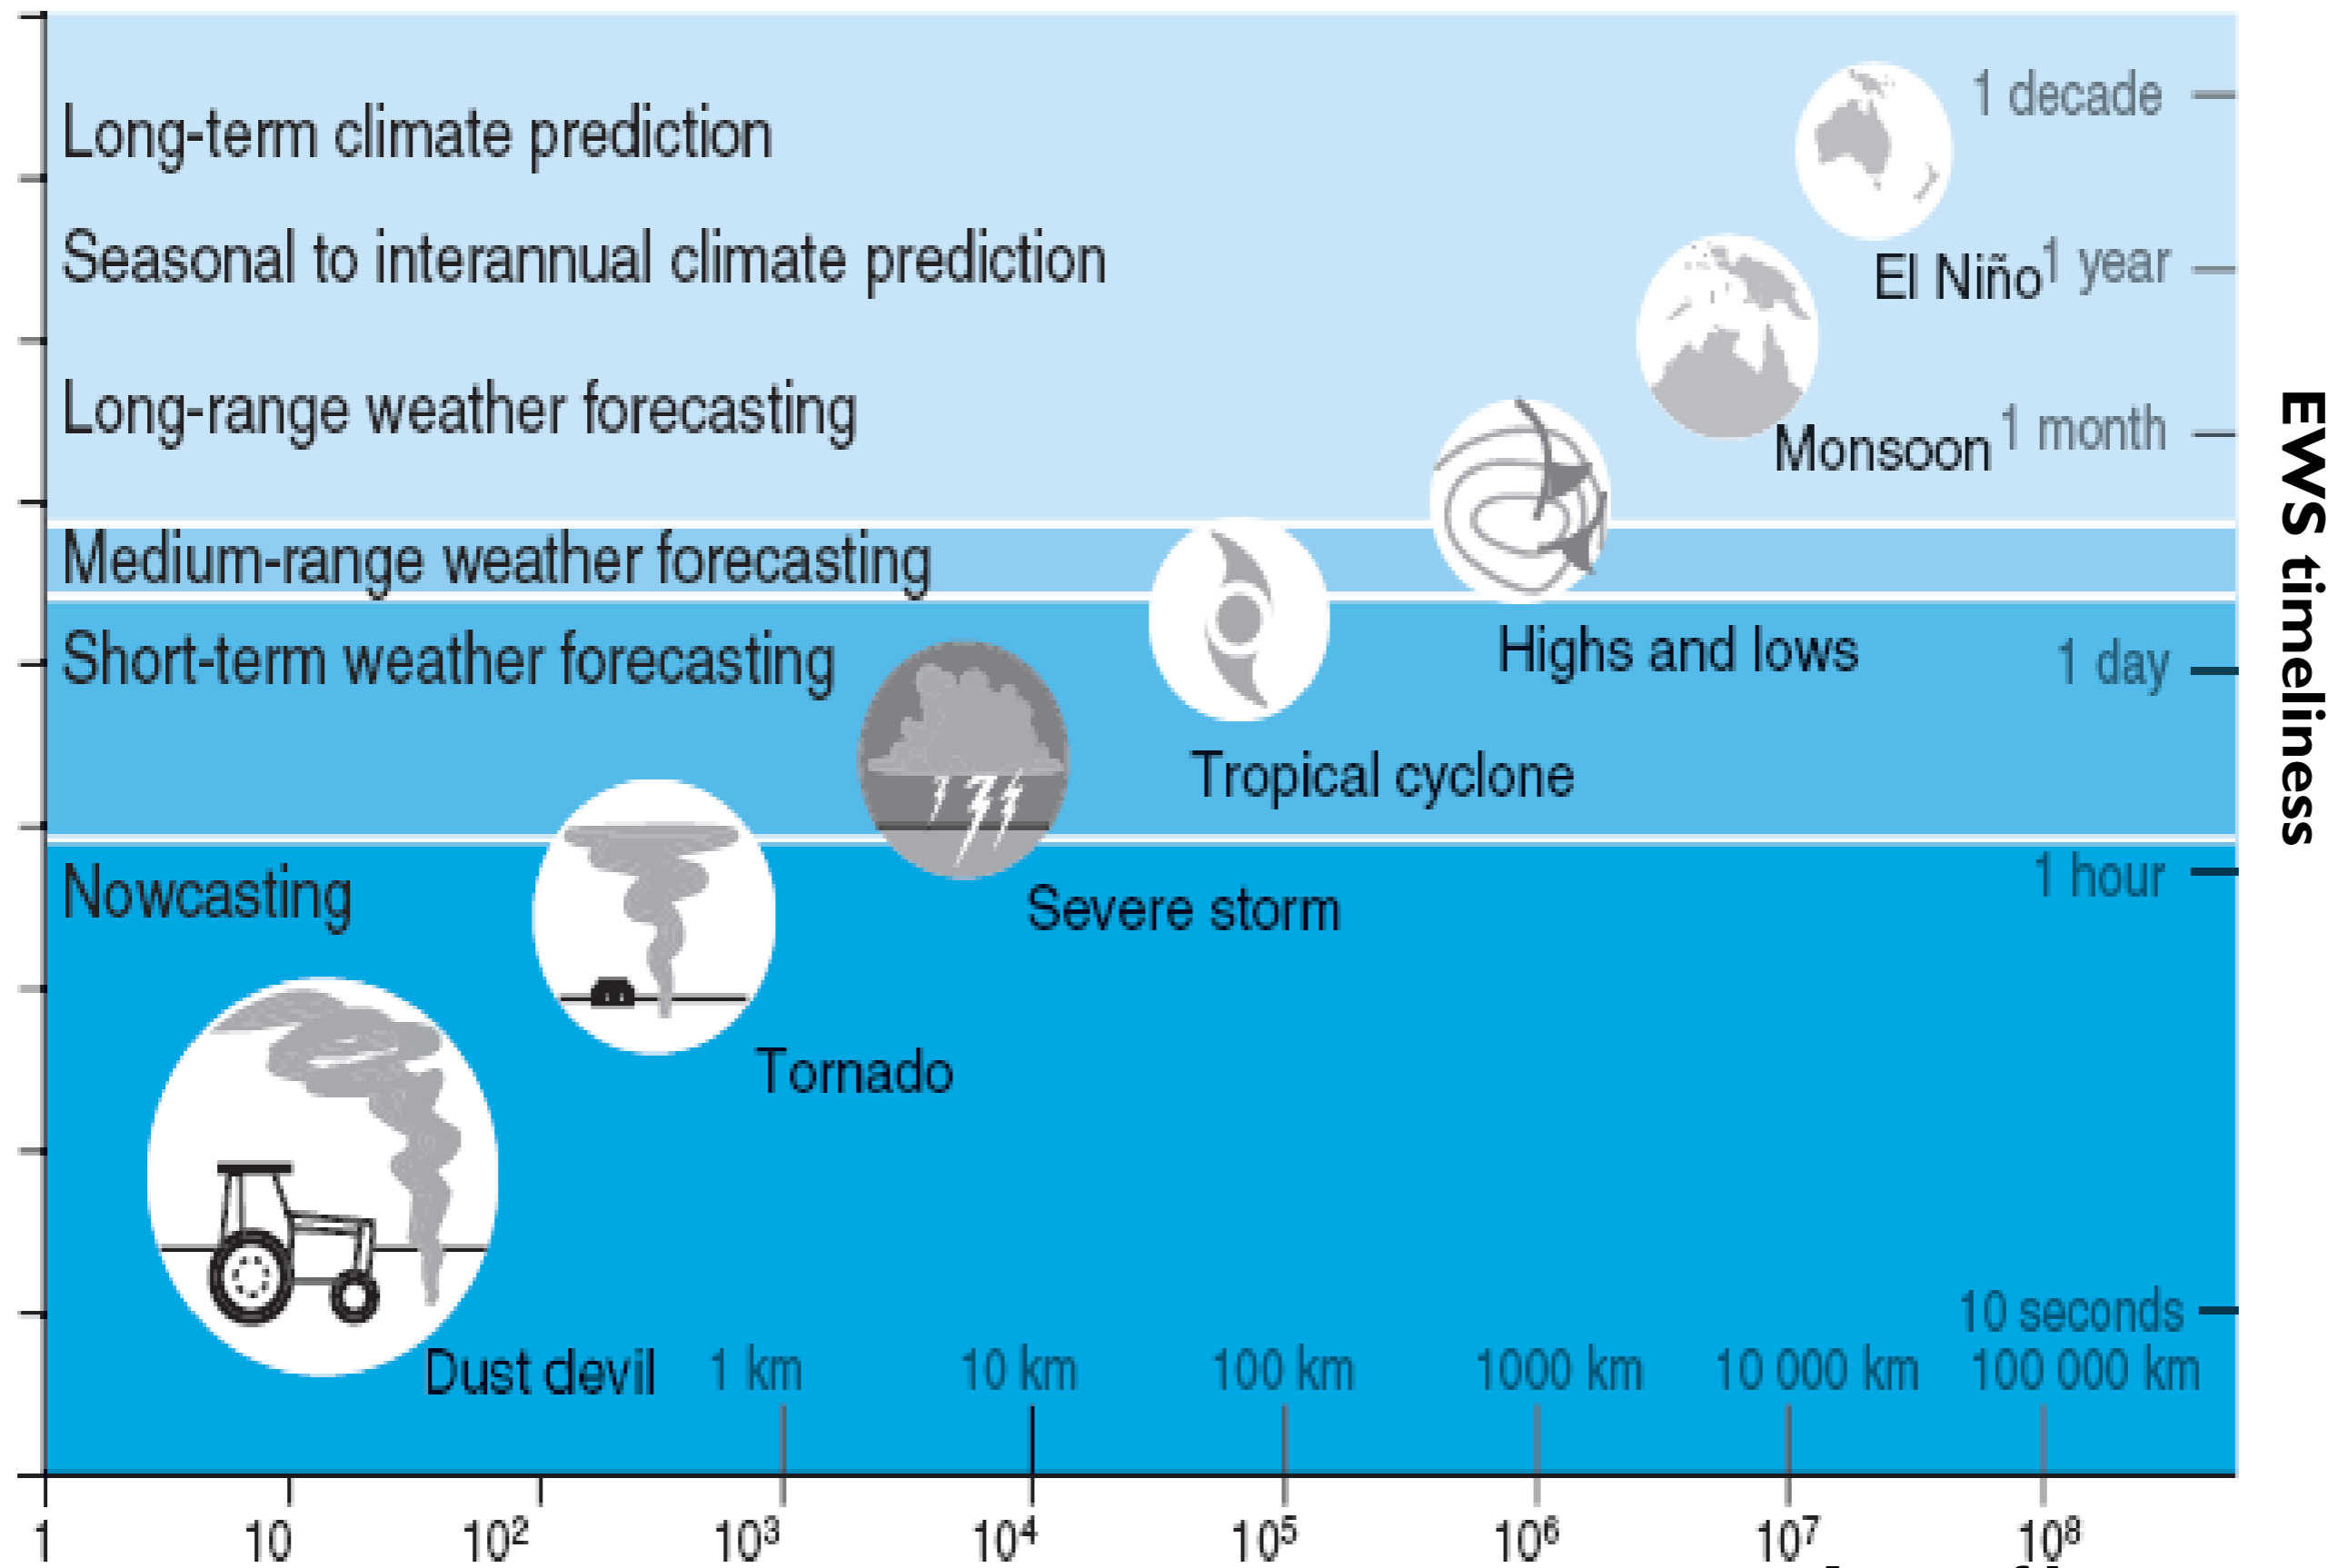 1 decade
Long-term climate prediction
Seasonal to interannual climate prediction
El Niño
1 year
Long-range weather forecasting
Monsoon
1 month
EWS timeliness
Medium-range weather forecasting
Short-term weather forecasting
Highs and lows
1 day
Tropical cyclone
Nowcasting
1 hour
Severe storm
Tornado
10 seconds
Dust devil
1 km 10 km 100 km 1000 km 10 000 km 100 000 km
1 10 10² 10³ 10⁴ 10⁵ 10⁶ 10⁷ 10⁸